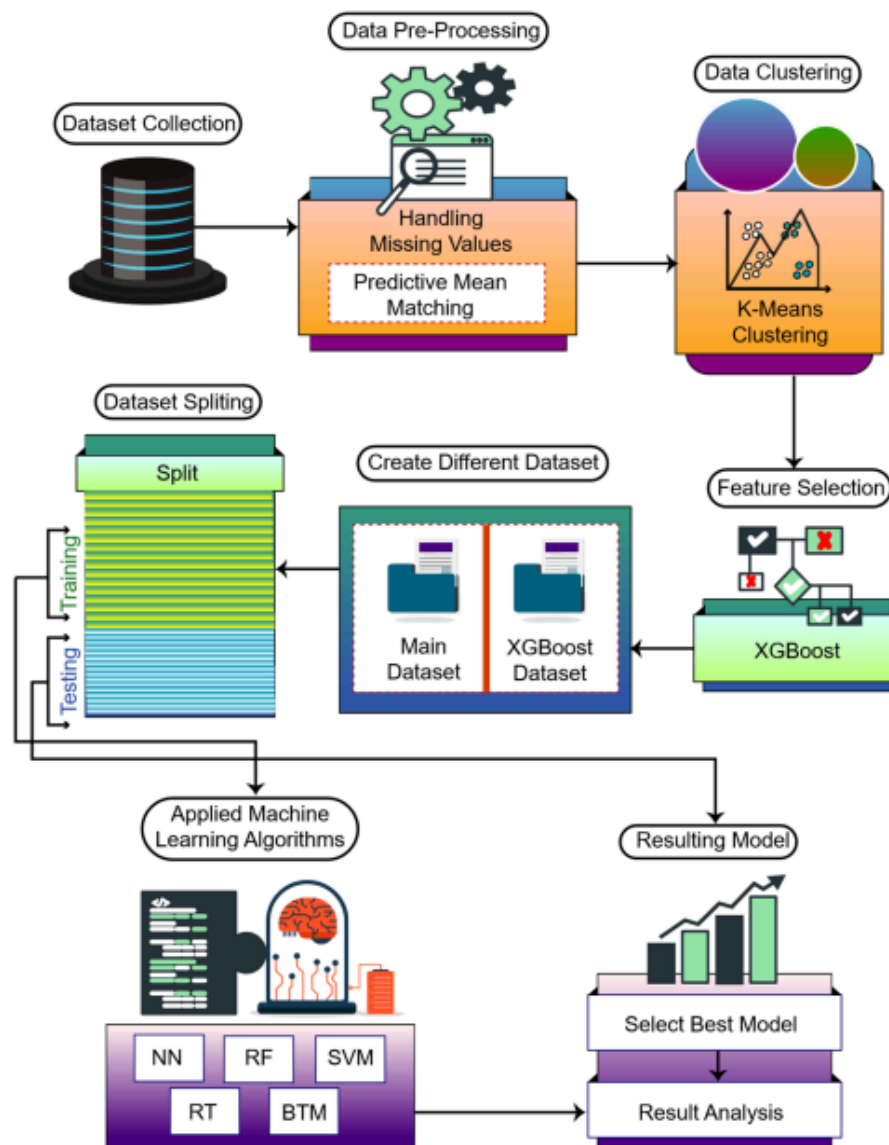 Data Pre-Processing
Data Clustering
Dataset Collection
Handling
Missing Values
Predictive Mean
Matching
K-Means
Clustering
Dataset Spliting
Split
Training
Testing
Create Different Dataset
Main
Dataset
XGBoost
Dataset
Feature Selection
XGBoost
Applied Machine
Learning Algorithms
NN
RF
SVM
RT
BTM
Resulting Model
Select Best Model
Result Analysis